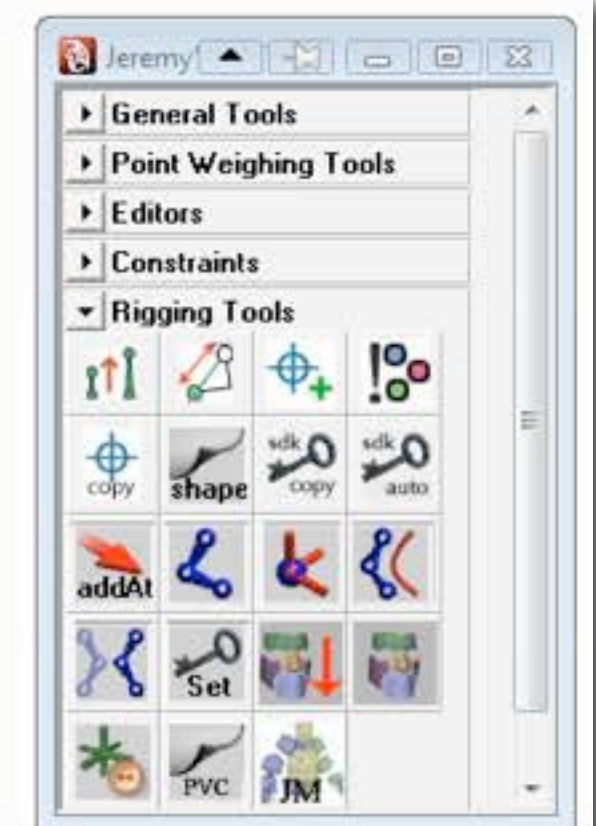 Jeremy'
General Tools
Point Weighing Tools
Editors
Constraints
Rigging Tools
copy
shape
sdk
copy
sdk
auto
addAt
Set
PVC
JM